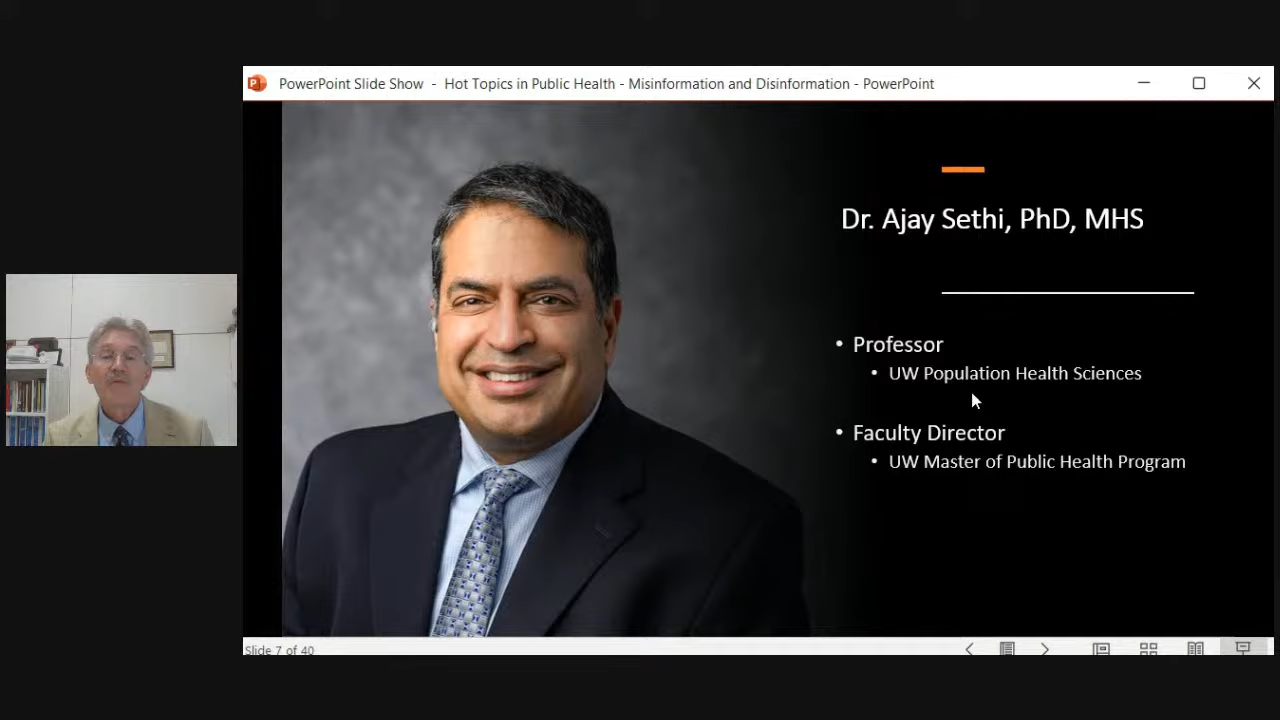 PowerPoint Slide Show - Hot Topics in Public Health - Misinformation and Disinformation - PowerPoint
Dr. Ajay Sethi, PhD, MHS
• Professor
• UW Population Health Sciences
• Faculty Director
• UW Master of Public Health Program
Slide 7 of 40